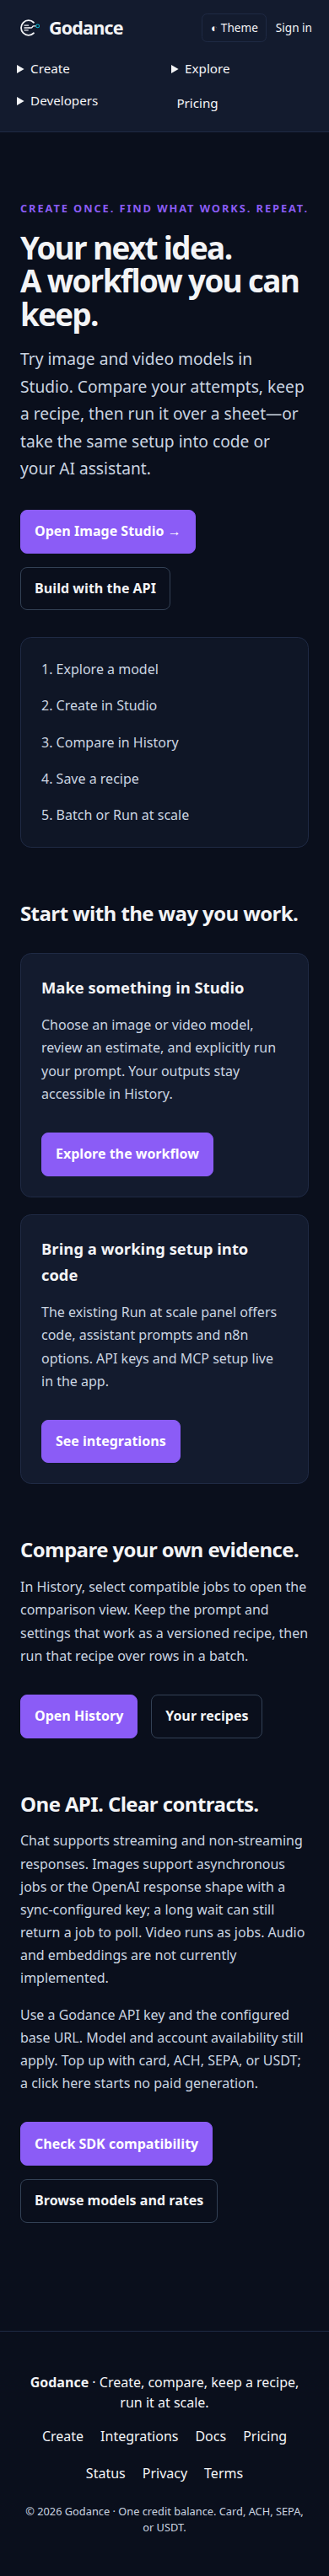 Godance
Theme
Sign in
Create
Explore
Developers
Pricing
CREATE ONCE. FIND WHAT WORKS. REPEAT.
Your next idea.
A workflow you can
keep.
Try image and video models in
Studio. Compare your attempts, keep
a recipe, then run it over a sheet—or
take the same setup into code or
your AI assistant.
Open Image Studio →
Build with the API
1. Explore a model
2. Create in Studio
3. Compare in History
4. Save a recipe
5. Batch or Run at scale
Start with the way you work.
Make something in Studio
Choose an image or video model,
review an estimate, and explicitly run
your prompt. Your outputs stay
accessible in History.
Explore the workflow
Bring a working setup into
code
The existing Run at scale panel offers
code, assistant prompts and n8n
options. API keys and MCP setup live
in the app.
See integrations
Compare your own evidence.
In History, select compatible jobs to open the
comparison view. Keep the prompt and
settings that work as a versioned recipe, then
run that recipe over rows in a batch.
Open History
Your recipes
One API. Clear contracts.
Chat supports streaming and non-streaming
responses. Images support asynchronous
jobs or the OpenAI response shape with a
sync-configured key; a long wait can still
return a job to poll. Video runs as jobs. Audio
and embeddings are not currently
implemented.
Use a Godance API key and the configured
base URL. Model and account availability still
apply. Top up with card, ACH, SEPA, or USDT;
a click here starts no paid generation.
Check SDK compatibility
Browse models and rates
Godance · Create, compare, keep a recipe,
run it at scale.
Create Integrations Docs Pricing
Status Privacy Terms
© 2026 Godance · One credit balance. Card, ACH, SEPA,
or USDT.